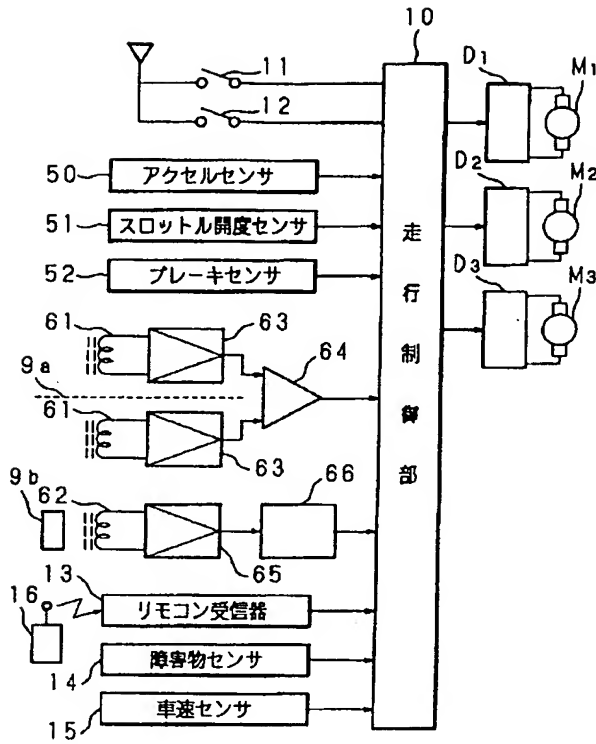 10
11
D1
M1
12
50
アクセルセンサ
D2
M2
51
スロットル開度センサ
52
ブレーキセンサ
D3
M3
走行制御部
61
63
64
9a
61
63
9b
62
66
65
13
16
リモコン受信器
障害物センサ
14
車速センサ
15